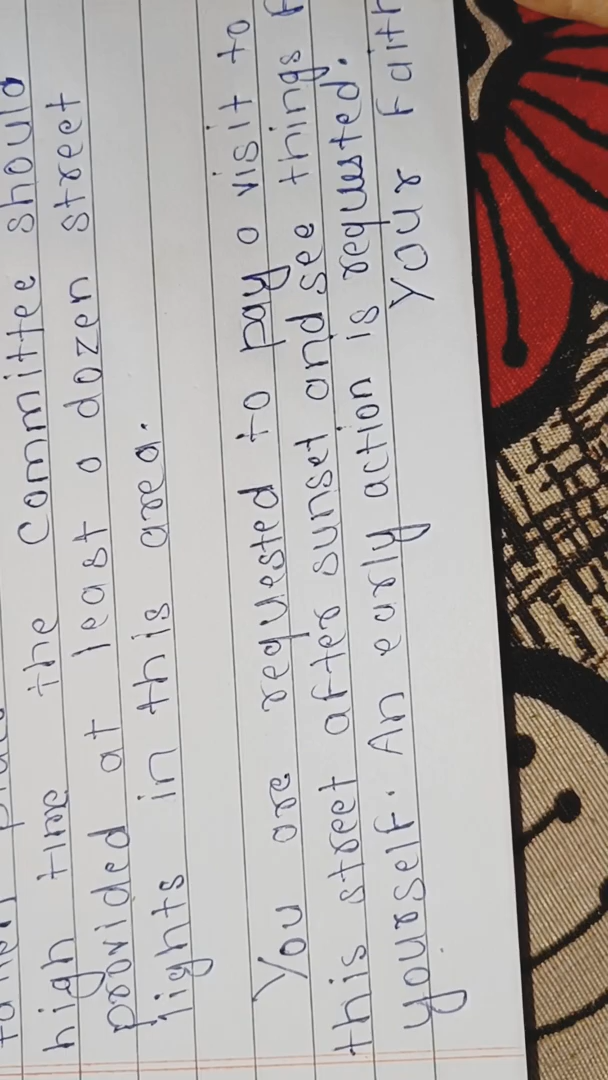 high time the committee should
provided at least a dozen street
lights in this area.
You are requested to pay a visit to
this street after sunset and see things
yourself. An early action is requested.
Your